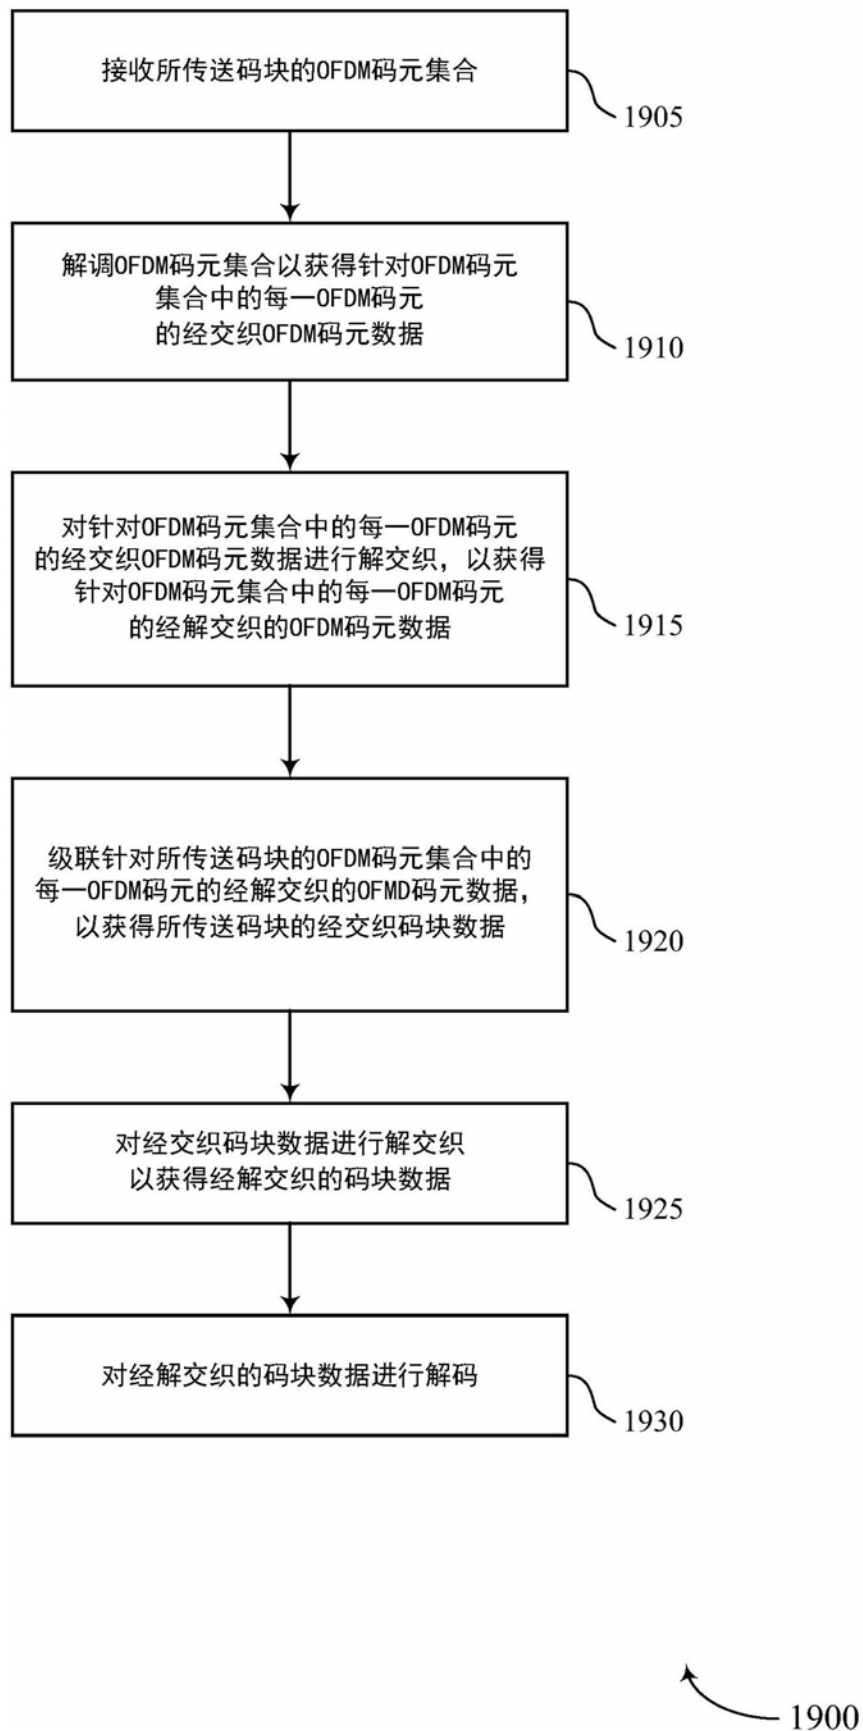 接收所传送码块的OFDM码元集合
1905
解调OFDM码元集合以获得针对OFDM码元
集合中的每一OFDM码元
的经交织OFDM码元数据
1910
对针对OFDM码元集合中的每一OFDM码元
的经交织OFDM码元数据进行解交织，以获得
针对OFDM码元集合中的每一OFDM码元
的经解交织的OFDM码元数据
1915
级联针对所传送码块的OFDM码元集合中的
每一OFDM码元的经解交织的OFMD码元数据，
以获得所传送码块的经交织码块数据
1920
对经交织码块数据进行解交织
以获得经解交织的码块数据
1925
对经解交织的码块数据进行解码
1930
1900